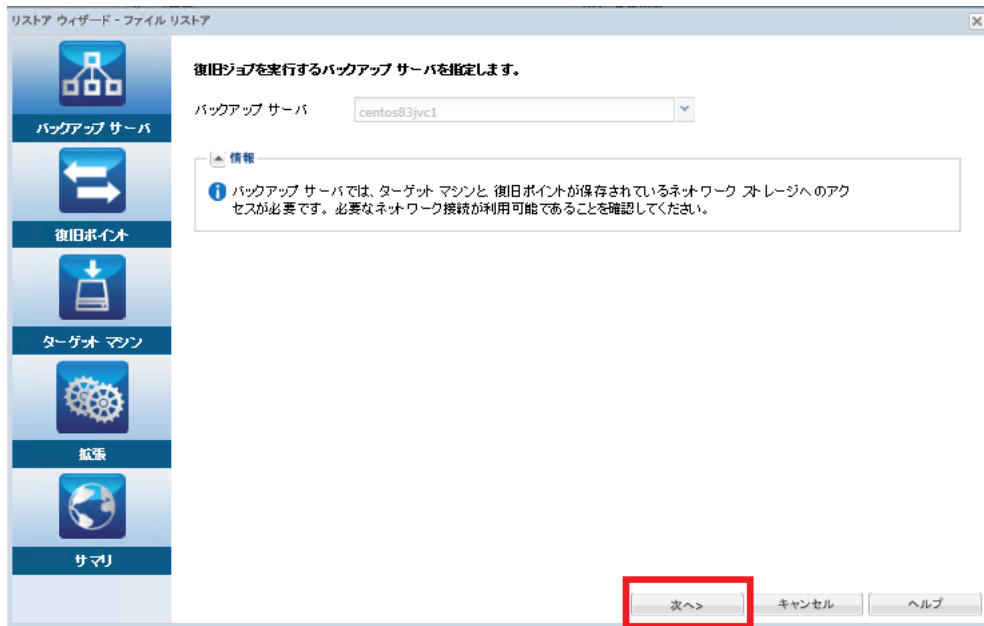 リストア ウィザード - ファイル リストア
バックアップ サーバ
復旧ポイント
ターゲット マシン
拡張
サマリ
復旧ジョブを実行するバックアップ サーバを指定します。
バックアップ サーバ
centos83jvc1
情報
バックアップ サーバでは、ターゲット マシンと、復旧ポイントが保存されているネットワーク ストレージへのアク
セスが必要です。必要なネットワーク接続が利用可能であることを確認してください。
次へ>
キャンセル
ヘルプ